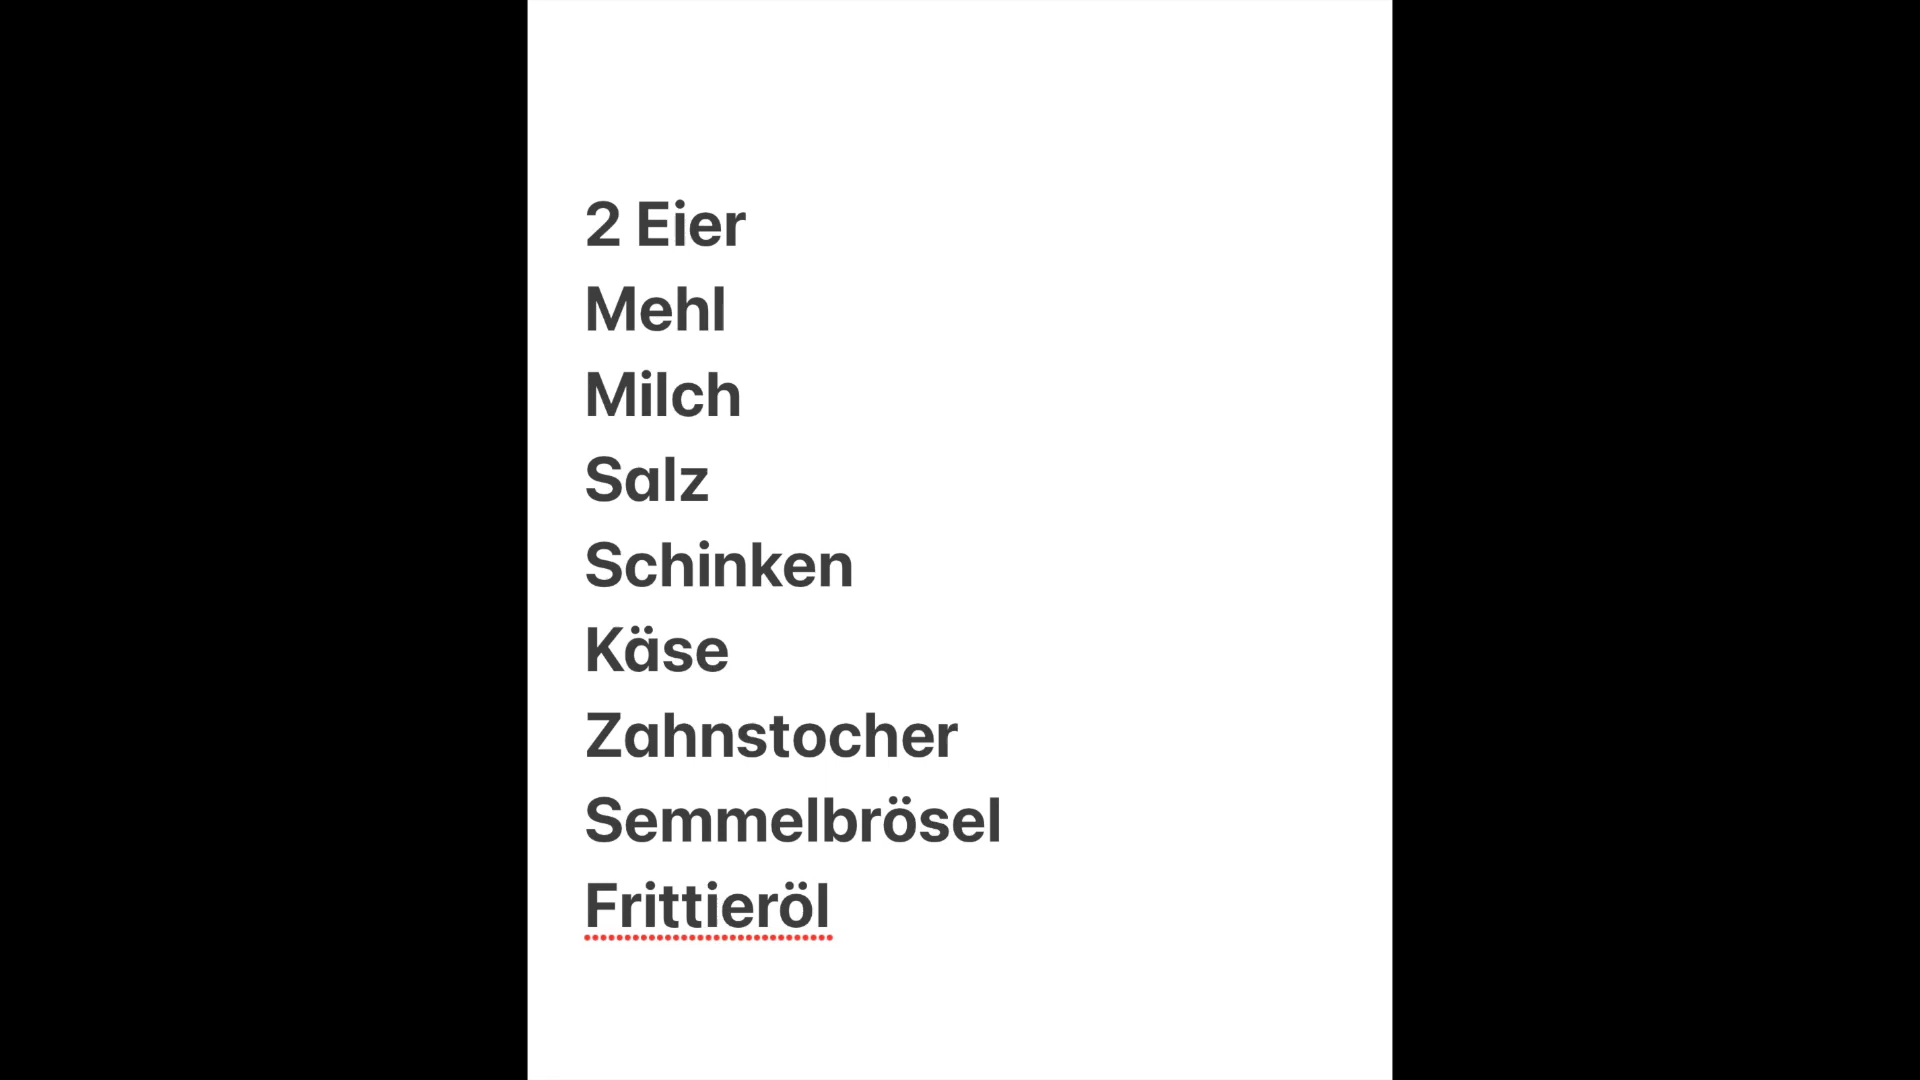 2 Eier
Mehl
Milch
Salz
Schinken
Käse
Zahnstocher
Semmelbrösel
Frittieröl